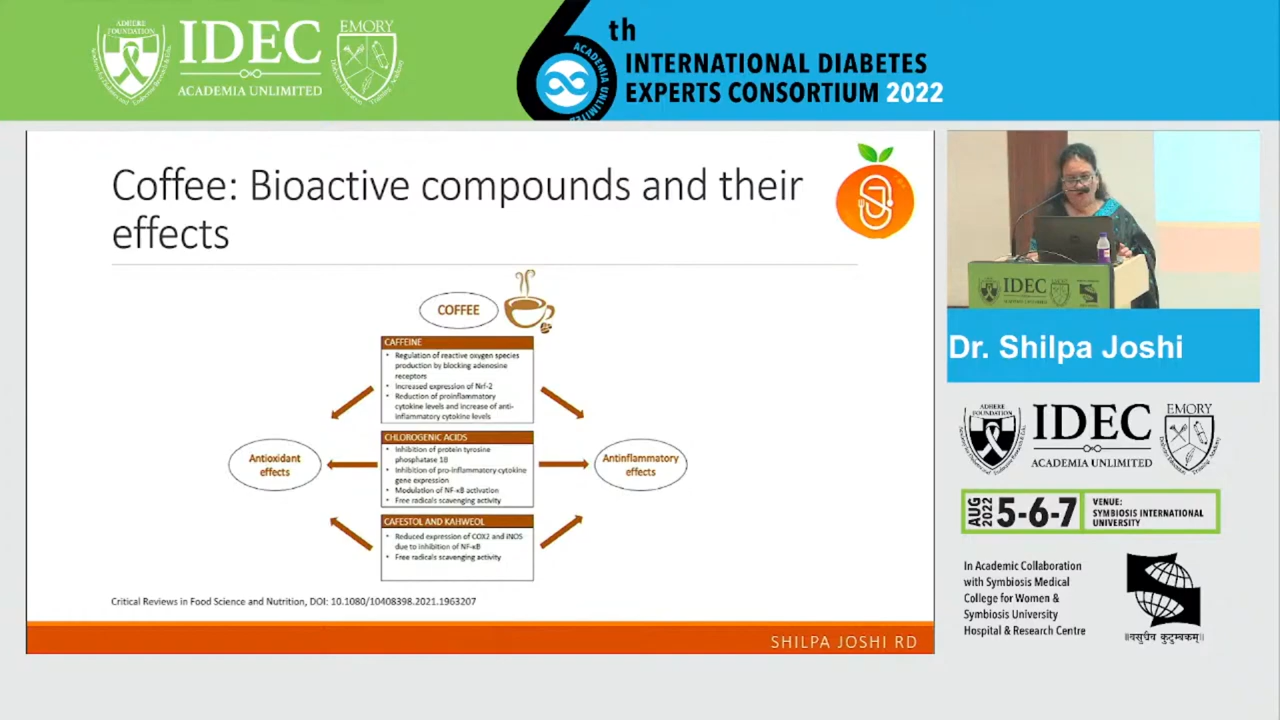 ADHERE
FOUNDATION
IDEC
ACADEMIA UNLIMITED
EMORY
6th
ACADEMIA UNLIMITED
INTERNATIONAL DIABETES
EXPERTS CONSORTIUM 2022
Coffee: Bioactive compounds and their
effects
COFFEE
CAFFEINE
• Regulation of reactive oxygen species
production by blocking adenosine
receptors
• Increased expression of Nrf-2
• Reduction of proinflammatory
cytokine levels and increase of anti-
inflammatory cytokine levels
CHLOROGENIC ACIDS
• Inhibition of protein tyrosine
phosphatase 1B
• Inhibition of pro-inflammatory cytokine
gene expression
• Modulation of NF-κB activation
• Free radicals scavenging activity
CAFESTOL AND KAHWEOL
• Reduced expression of COX2 and iNOS
due to inhibition of NF-κB
• Free radicals scavenging activity
Antioxidant
effects
Antinflammatory
effects
Critical Reviews in Food Science and Nutrition, DOI: 10.1080/10408398.2021.1963207
SHILPA JOSHI RD
IDEC
Dr. Shilpa Joshi
ADHERE
FOUNDATION
IDEC
ACADEMIA UNLIMITED
EMORY
AUG 2022 5-6-7
VENUE:
SYMBIOSIS INTERNATIONAL
UNIVERSITY
In Academic Collaboration
with Symbiosis Medical
College for Women &
Symbiosis University
Hospital & Research Centre
॥वसुधैव कुटुम्बकम्॥